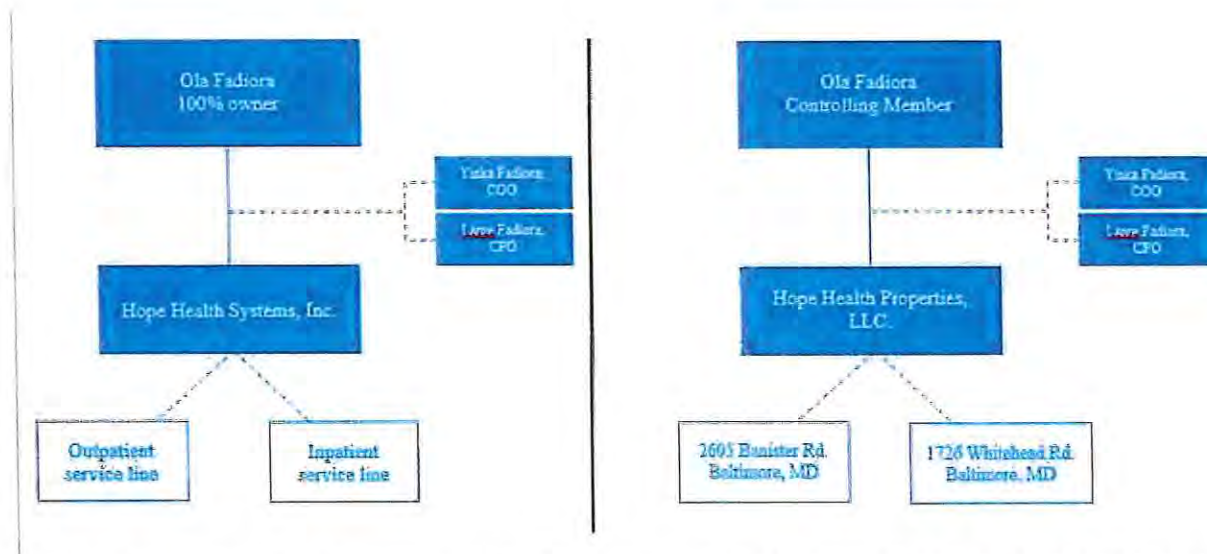 Ola Fadiora
100% owner
Yinka Fadiora,
COO
Fadiora,
CFO
Hope Health Systems, Inc.
Outpatient
service line
Inpatient
service line
Ola Fadiora
Controlling Member
Yinka Fadiora,
COO
Fadiora,
CFO
Hope Health Properties,
LLC.
2605 Banister Rd.
Baltimore, MD
1726 Whitehead Rd.
Baltimore, MD